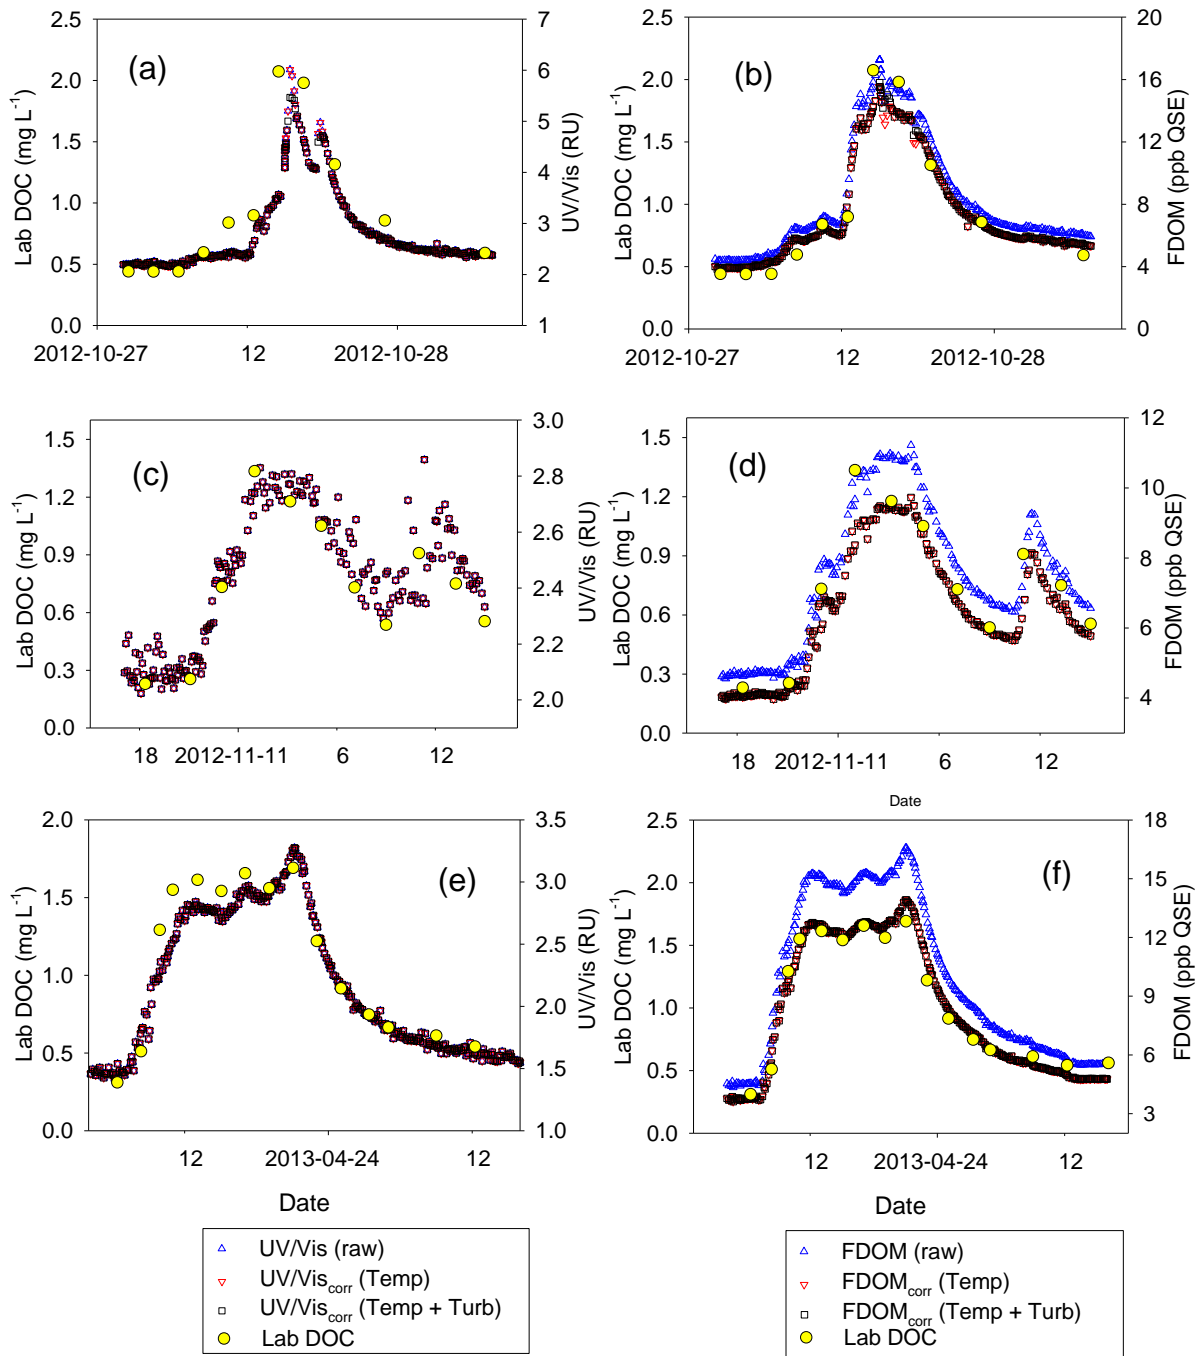 (a)
2.5
2.0
1.5
1.0
0.5
0.0
Lab DOC (mg L⁻¹)
7
6
5
4
3
2
1
UV/Vis (RU)
2012-10-27 12 2012-10-28
(b)
2.5
2.0
1.5
1.0
0.5
0.0
Lab DOC (mg L⁻¹)
20
16
12
8
4
0
FDOM (ppb QSE)
2012-10-27 12 2012-10-28
(c)
1.5
1.2
0.9
0.6
0.3
0.0
Lab DOC (mg L⁻¹)
3.0
2.8
2.6
2.4
2.2
2.0
UV/Vis (RU)
18 2012-11-11 6 12
(d)
1.5
1.2
0.9
0.6
0.3
0.0
Lab DOC (mg L⁻¹)
12
10
8
6
4
FDOM (ppb QSE)
18 2012-11-11 6 12
Date
(e)
2.0
1.5
1.0
0.5
0.0
Lab DOC (mg L⁻¹)
3.5
3.0
2.5
2.0
1.5
1.0
UV/Vis (RU)
12 2013-04-24 12
Date
(f)
2.5
2.0
1.5
1.0
0.5
0.0
Lab DOC (mg L⁻¹)
18
15
12
9
6
3
FDOM (ppb QSE)
12 2013-04-24 12
Date
UV/Vis (raw)
UV/Viscorr (Temp)
UV/Viscorr (Temp + Turb)
Lab DOC
FDOM (raw)
FDOMcorr (Temp)
FDOMcorr (Temp + Turb)
Lab DOC